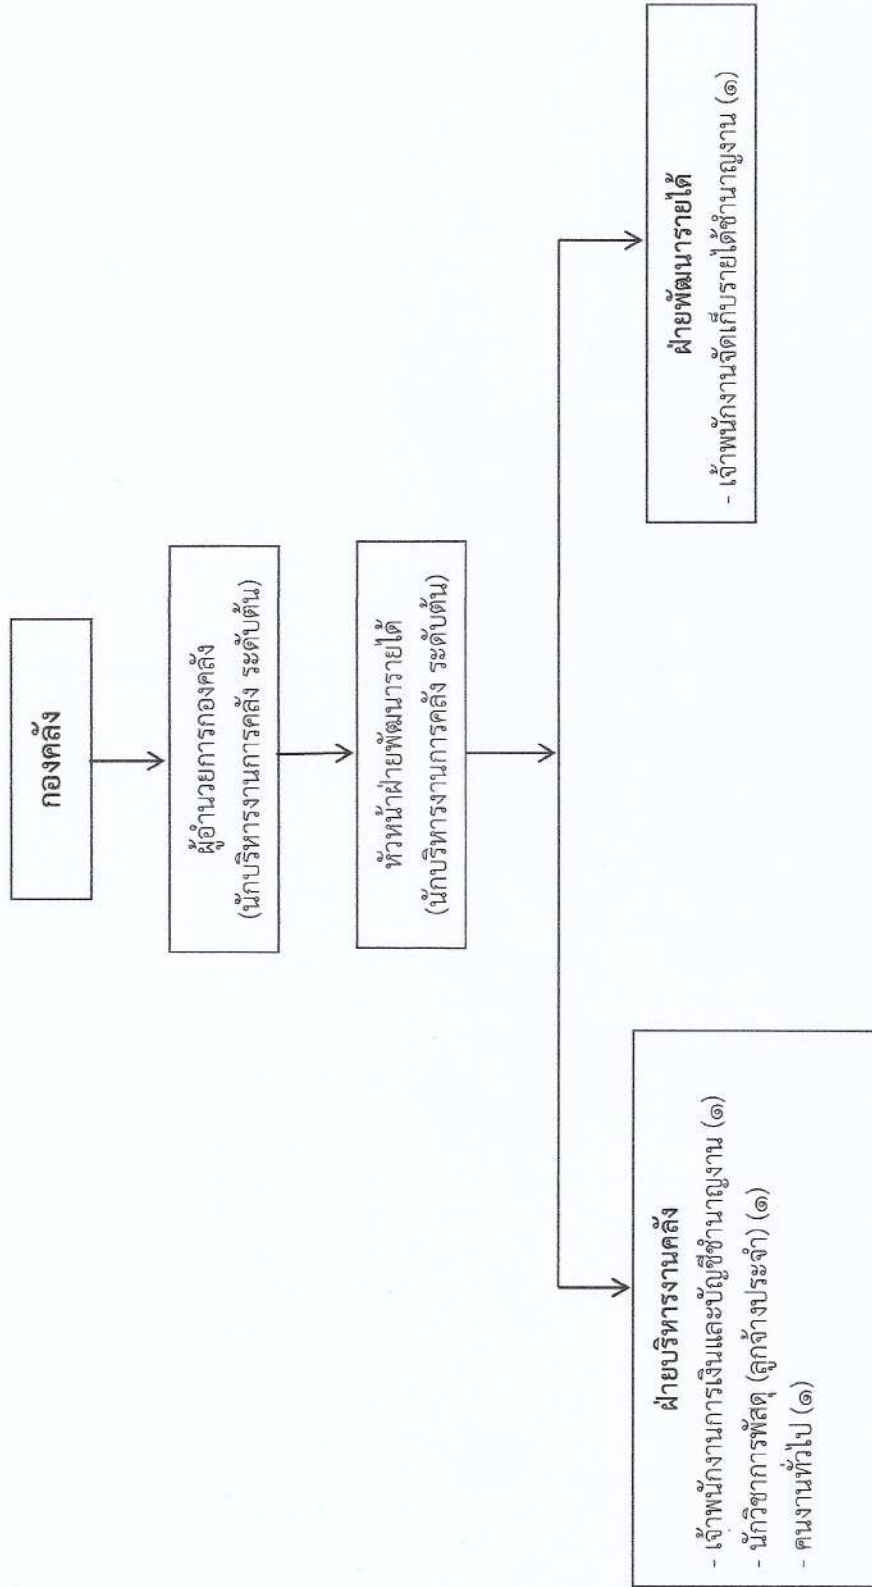 กองคลัง
ผู้อำนวยการกองคลัง
(นักบริหารงานการคลัง ระดับต้น)
หัวหน้าฝ่ายพัฒนารายได้
(นักบริหารงานการคลัง ระดับต้น)
ฝ่ายบริหารงานคลัง
- เจ้าพนักงานการเงินและบัญชีชำนาญงาน (๑)
- นักวิชาการพัสดุ (ลูกจ้างประจำ) (๑)
- คนงานทั่วไป (๑)
ฝ่ายพัฒนารายได้
- เจ้าพนักงานจัดเก็บรายได้ชำนาญงาน (๑)